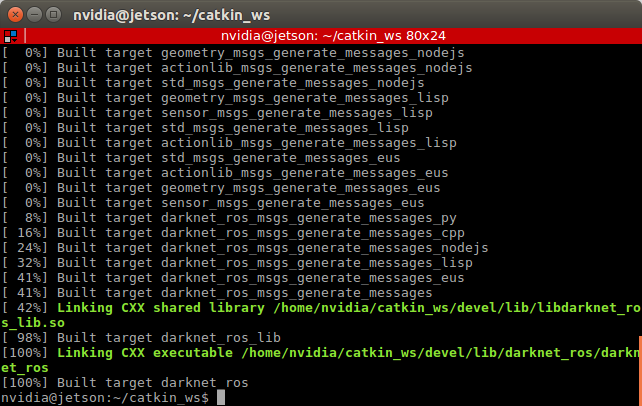 nvidia@jetson: ~/catkin_ws
nvidia@jetson: ~/catkin_ws 80x24
[  0%] Built target geometry_msgs_generate_messages_nodejs
[  0%] Built target actionlib_msgs_generate_messages_nodejs
[  0%] Built target std_msgs_generate_messages_nodejs
[  0%] Built target geometry_msgs_generate_messages_lisp
[  0%] Built target sensor_msgs_generate_messages_lisp
[  0%] Built target std_msgs_generate_messages_lisp
[  0%] Built target actionlib_msgs_generate_messages_lisp
[  0%] Built target std_msgs_generate_messages_eus
[  0%] Built target actionlib_msgs_generate_messages_eus
[  0%] Built target geometry_msgs_generate_messages_eus
[  0%] Built target sensor_msgs_generate_messages_eus
[  8%] Built target darknet_ros_msgs_generate_messages_py
[ 16%] Built target darknet_ros_msgs_generate_messages_cpp
[ 24%] Built target darknet_ros_msgs_generate_messages_nodejs
[ 32%] Built target darknet_ros_msgs_generate_messages_lisp
[ 41%] Built target darknet_ros_msgs_generate_messages_eus
[ 41%] Built target darknet_ros_msgs_generate_messages
[ 42%] Linking CXX shared library /home/nvidia/catkin_ws/devel/lib/libdarknet_ro
s_lib.so
[ 98%] Built target darknet_ros_lib
[100%] Linking CXX executable /home/nvidia/catkin_ws/devel/lib/darknet_ros/darkn
et_ros
[100%] Built target darknet_ros
nvidia@jetson:~/catkin_ws$